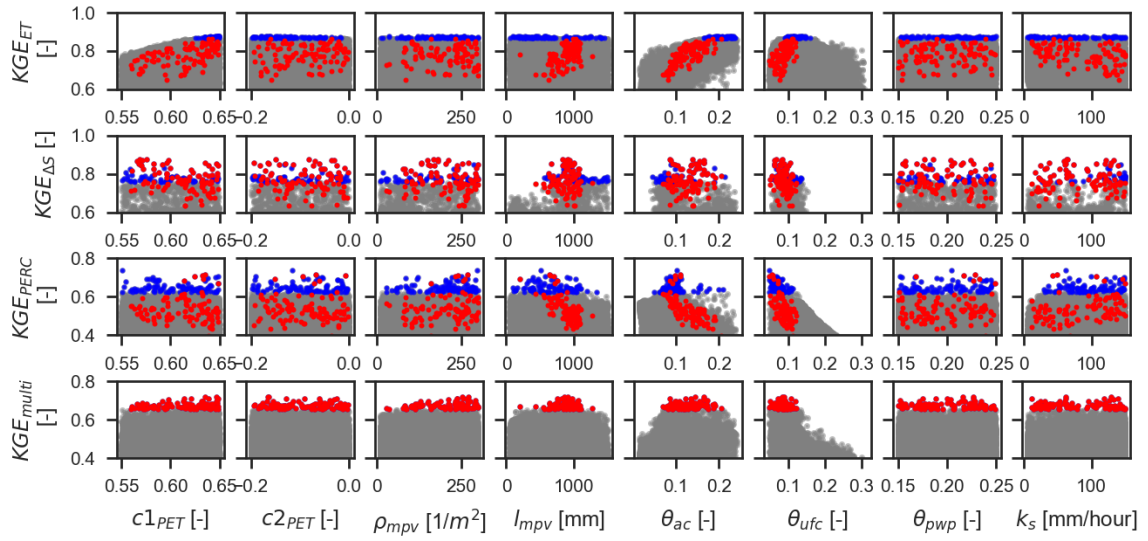 1.0
0.8
0.6
KGE_ET
[-]
0.55 0.60 0.65 −0.2 0.0 0 250 0 1000 0.1 0.2 0.1 0.2 0.3 0.15 0.20 0.25 0 100
1.0
0.8
0.6
KGE_ΔS [-]
0.55 0.60 0.65 −0.2 0.0 0 250 0 1000 0.1 0.2 0.1 0.2 0.3 0.15 0.20 0.25 0 100
0.8
0.6
0.4
KGE_PERC
[-]
0.55 0.60 0.65 −0.2 0.0 0 250 0 1000 0.1 0.2 0.1 0.2 0.3 0.15 0.20 0.25 0 100
0.8
0.6
0.4
KGE_multi
[-]
0.55 0.60 0.65 −0.2 0.0 0 250 0 1000 0.1 0.2 0.1 0.2 0.3 0.15 0.20 0.25 0 100
c1_PET [-] c2_PET [-] ρ_mpv [1/m²] l_mpv [mm] θ_ac [-] θ_ufc [-] θ_pwp [-] k_s [mm/hour]